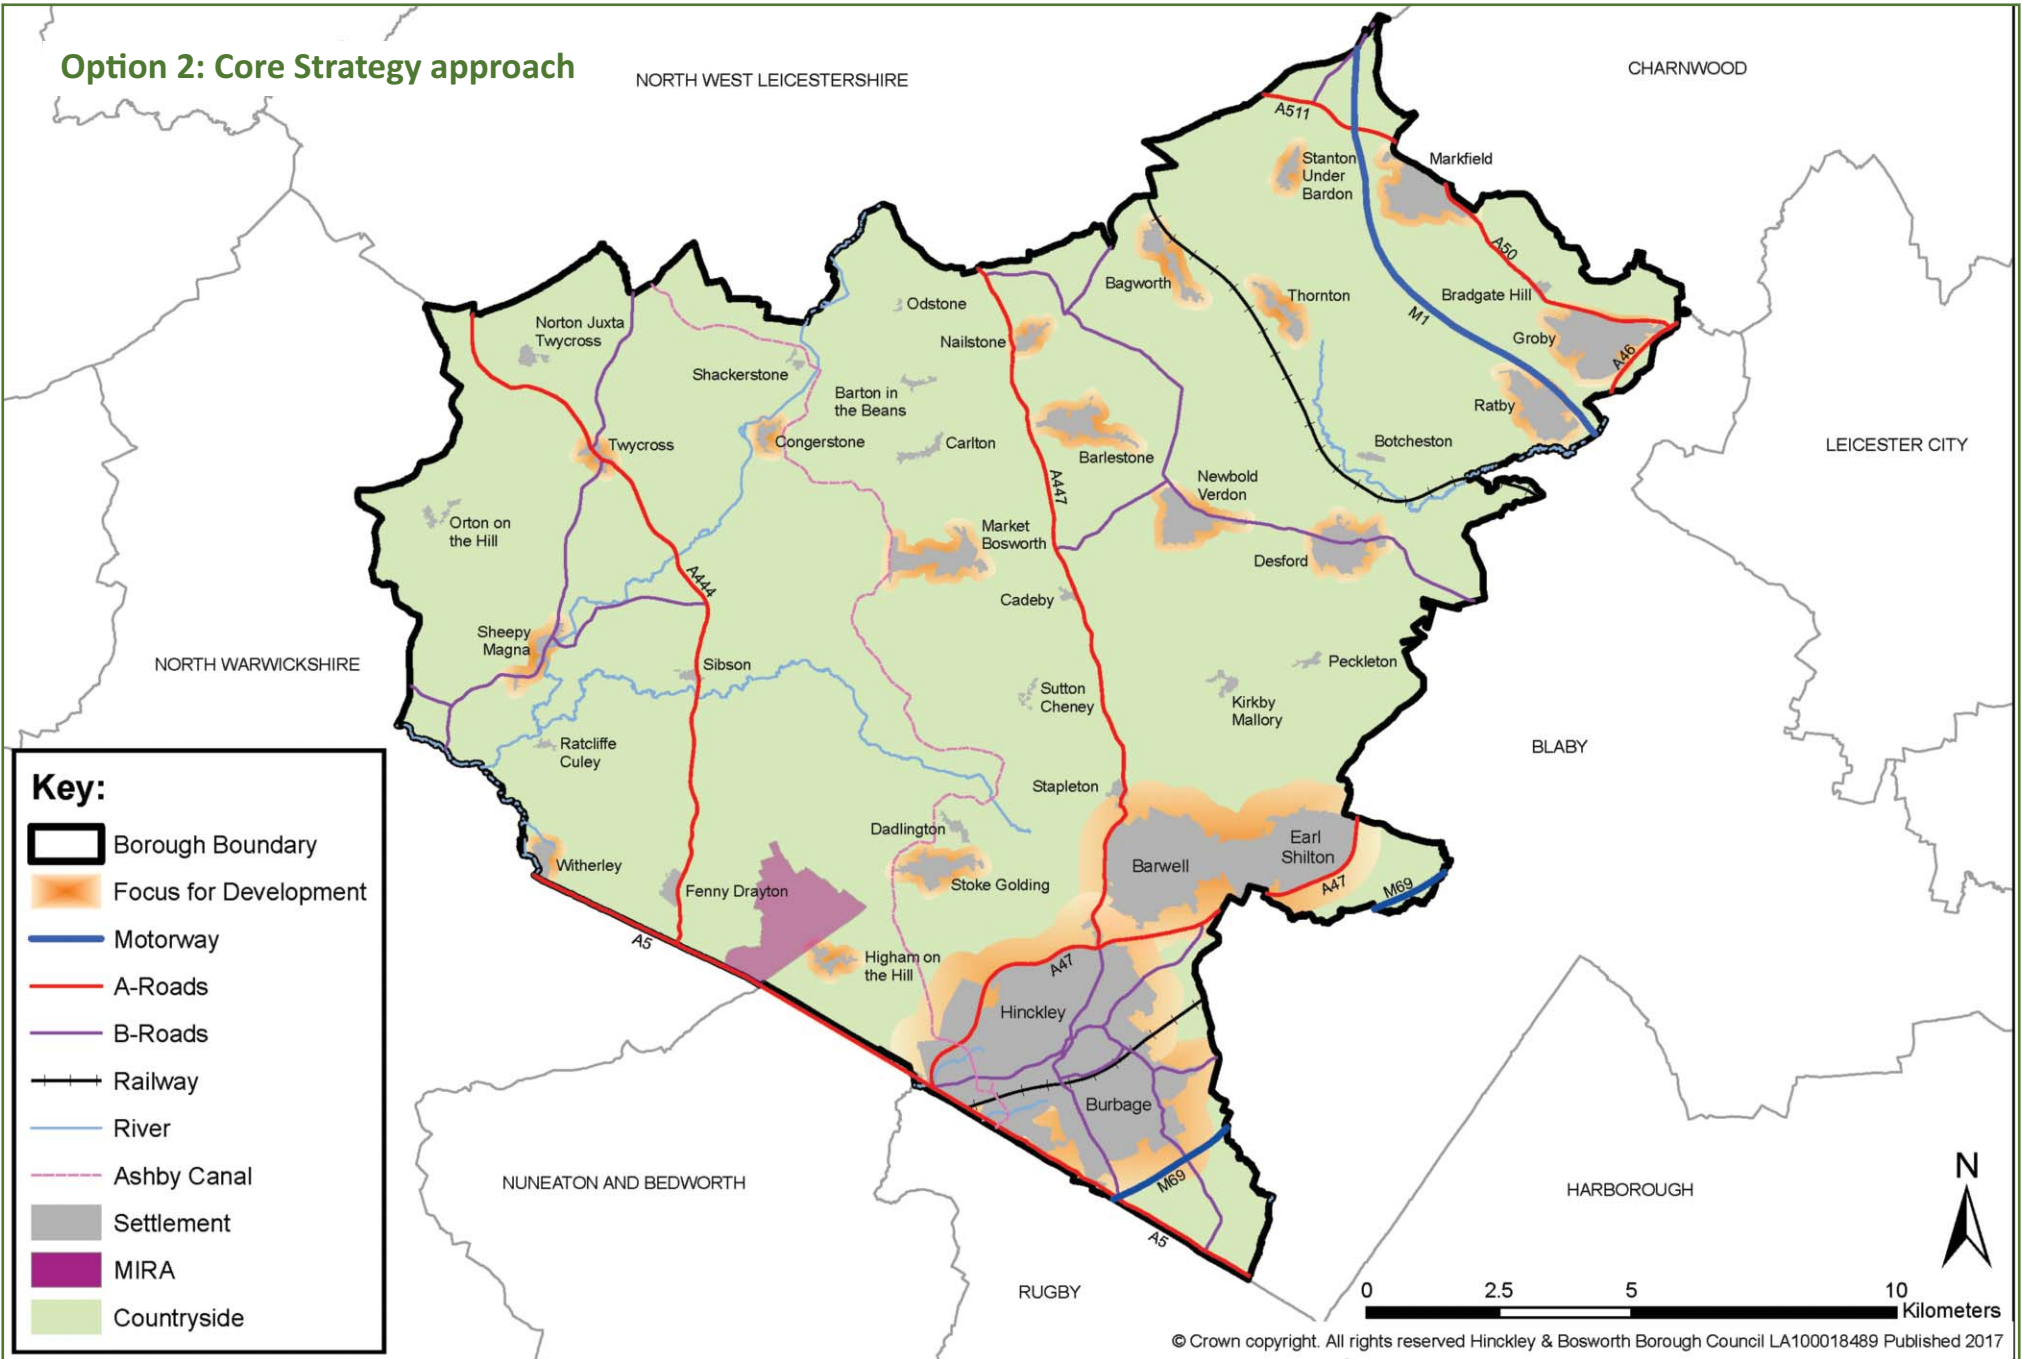 Option 2: Core Strategy approach
NORTH WEST LEICESTERSHIRE
CHARNWOOD
A511
Stanton
Under
Bardon
Markfield
A50
Bagworth
Thornton
Bradgate Hill
M1
Groby
A46
Ratby
Botcheston
LEICESTER CITY
Odstone
Nailstone
Norton Juxta
Twycross
Shackerstone
Barton in
the Beans
Twycross
Congerstone
Carlton
Barlestone
A447
Newbold
Verdon
Orton on
the Hill
Market
Bosworth
Desford
A444
Cadeby
Sheepy
Magna
NORTH WARWICKSHIRE
Sibson
Peckleton
Sutton
Cheney
Kirkby
Mallory
Ratcliffe
Culey
BLABY
Stapleton
Dadlington
Earl
Shilton
Barwell
Witherley
Stoke Golding
Fenny Drayton
A47
M69
A5
Higham on
the Hill
A47
Hinckley
Burbage
M69
A5
NUNEATON AND BEDWORTH
HARBOROUGH
RUGBY
Key:
Borough Boundary
Focus for Development
Motorway
A-Roads
B-Roads
Railway
River
Ashby Canal
Settlement
MIRA
Countryside
N
0 2.5 5 10
Kilometers
© Crown copyright. All rights reserved Hinckley & Bosworth Borough Council LA100018489 Published 2017